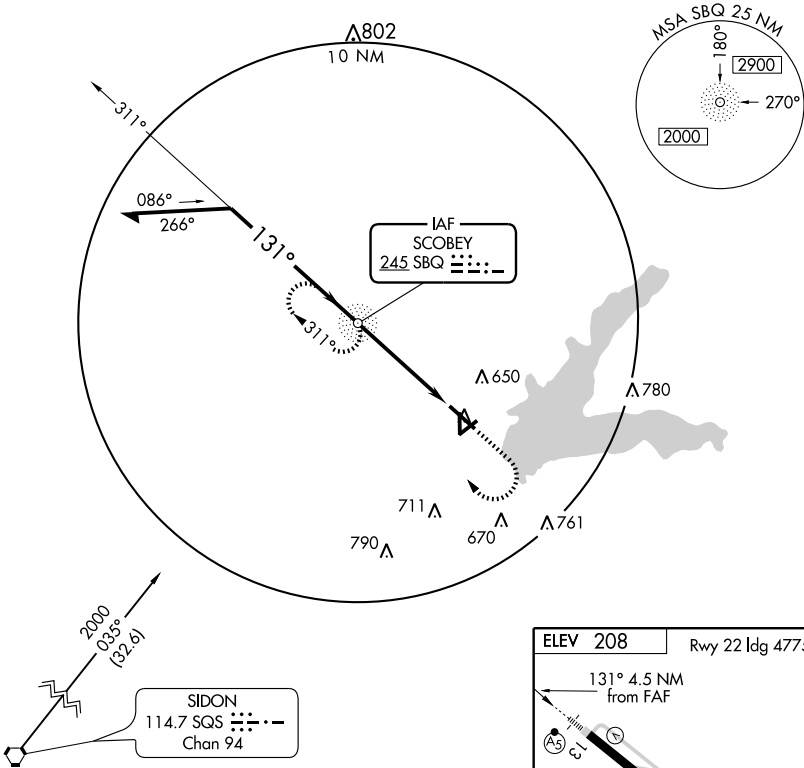 802
10 NM
MSA SBQ 25 NM
180°
2900
270°
2000
311°
086°
266°
131°
IAF
SCOBEY
245 SBQ
311°
650
780
711
670
761
790
2000
035°
(32.6)
SIDON
114.7 SQS
Chan 94
ELEV 208
Rwy 22 ldg 4775
131° 4.5 NM
from FAF
A5
13
V